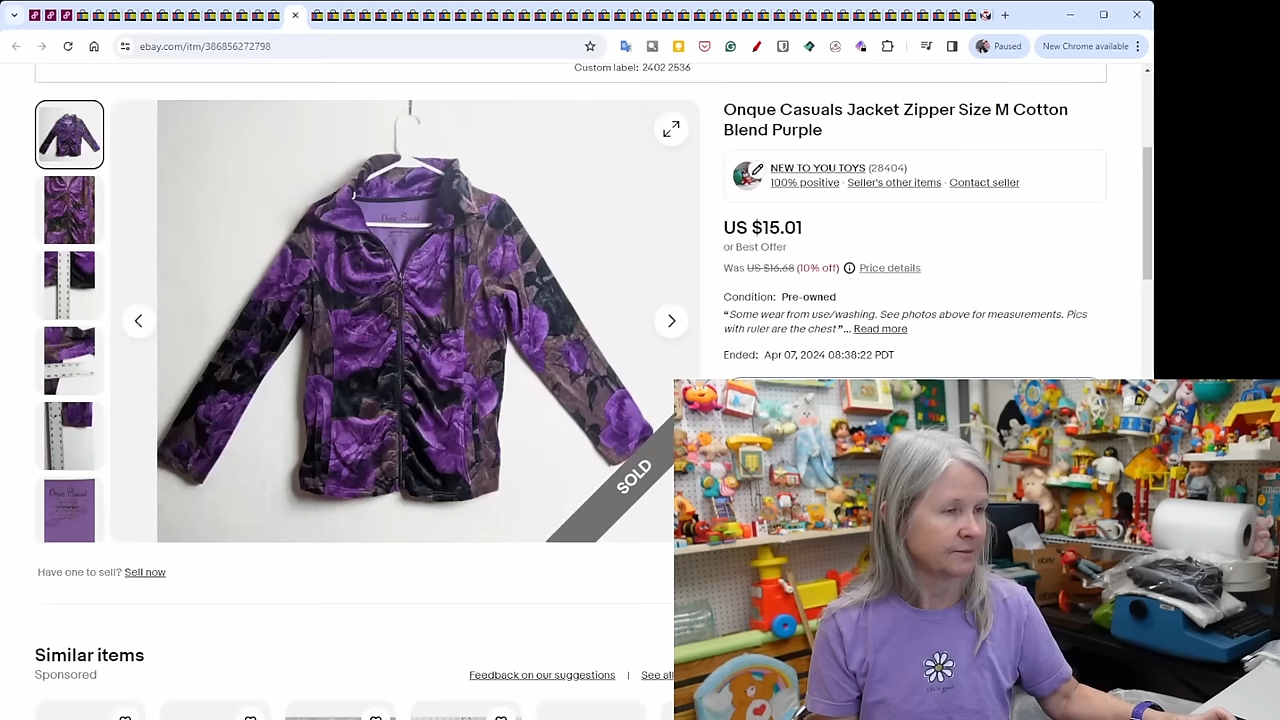 ebay.com/itm/386856272798
Paused
New Chrome available
Custom label: 2402 2536
Onque Casuals Jacket Zipper Size M Cotton
Blend Purple
NEW TO YOU TOYS (28404)
100% positive · Seller's other items · Contact seller
US $15.01
or Best Offer
Was US $16.68 (10% off) Price details
Condition: Pre-owned
“Some wear from use/washing. See photos above for measurements. Pics
with ruler are the chest”... Read more
Ended: Apr 07, 2024 08:38:22 PDT
SOLD
Have one to sell? Sell now
Similar items
Sponsored
Feedback on our suggestions | See all
Life is good
ebay